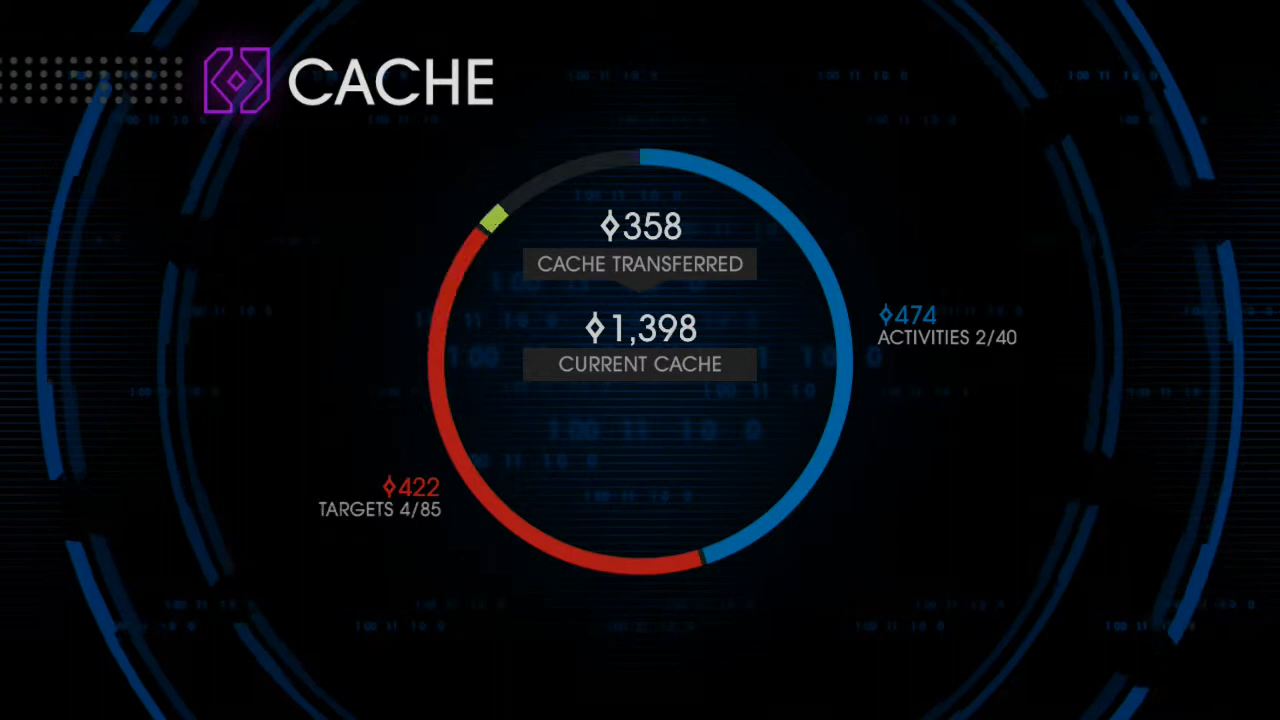 CACHE
358
CACHE TRANSFERRED
1,398
CURRENT CACHE
474
ACTIVITIES 2/40
422
TARGETS 4/85